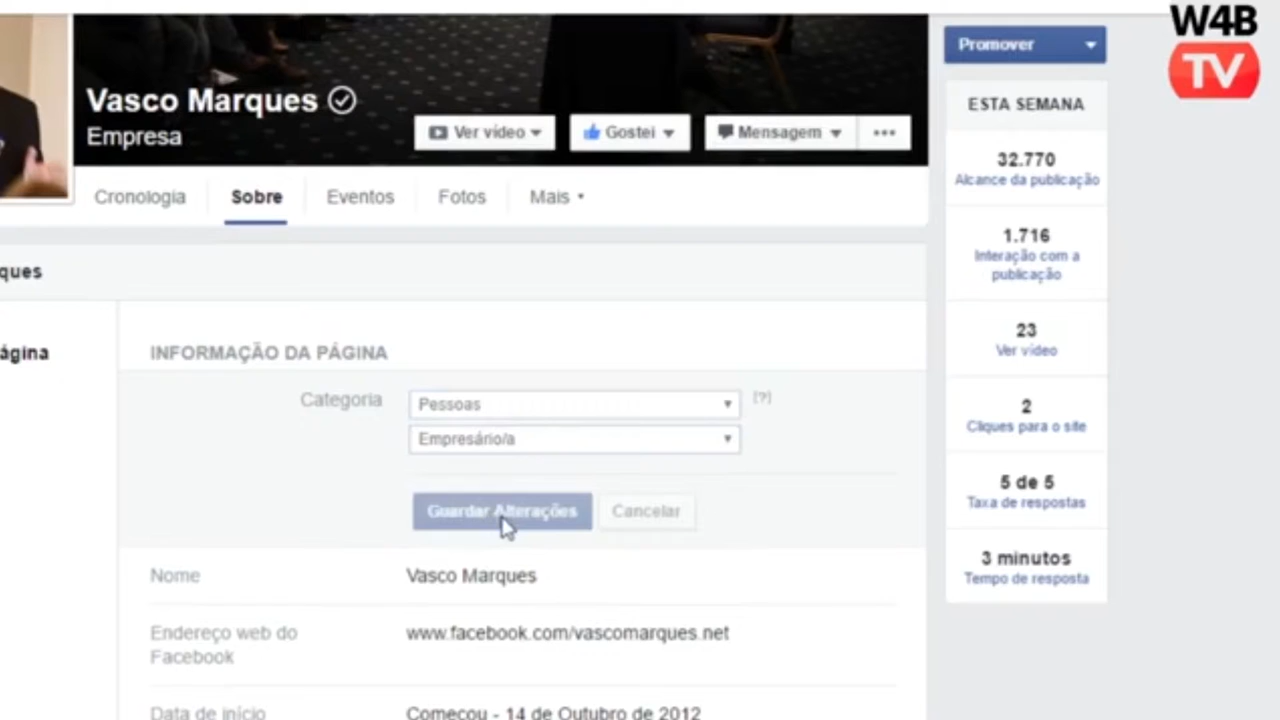 W4B
TV
Promover
Vasco Marques
Empresa
Ver vídeo
Gostei
Mensagem
ESTA SEMANA
32.770
Alcance da publicação
1.716
Interação com a
publicação
23
Ver vídeo
2
Cliques para o site
5 de 5
Taxa de respostas
3 minutos
Tempo de resposta
Cronologia
Sobre
Eventos
Fotos
Mais
ques
ágina
INFORMAÇÃO DA PÁGINA
Categoria
Pessoas
[?]
Empresário/a
Guardar Alterações
Cancelar
Nome
Vasco Marques
Endereço web do
Facebook
www.facebook.com/vascomarques.net
Data de início
Começou - 14 de Outubro de 2012